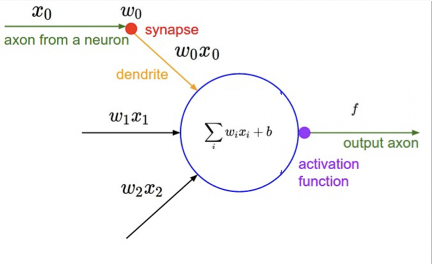 x₀
w₀
synapse
axon from a neuron
w₀x₀
dendrite
w₁x₁
∑ᵢ wᵢxᵢ + b
f
output axon
activation
function
w₂x₂